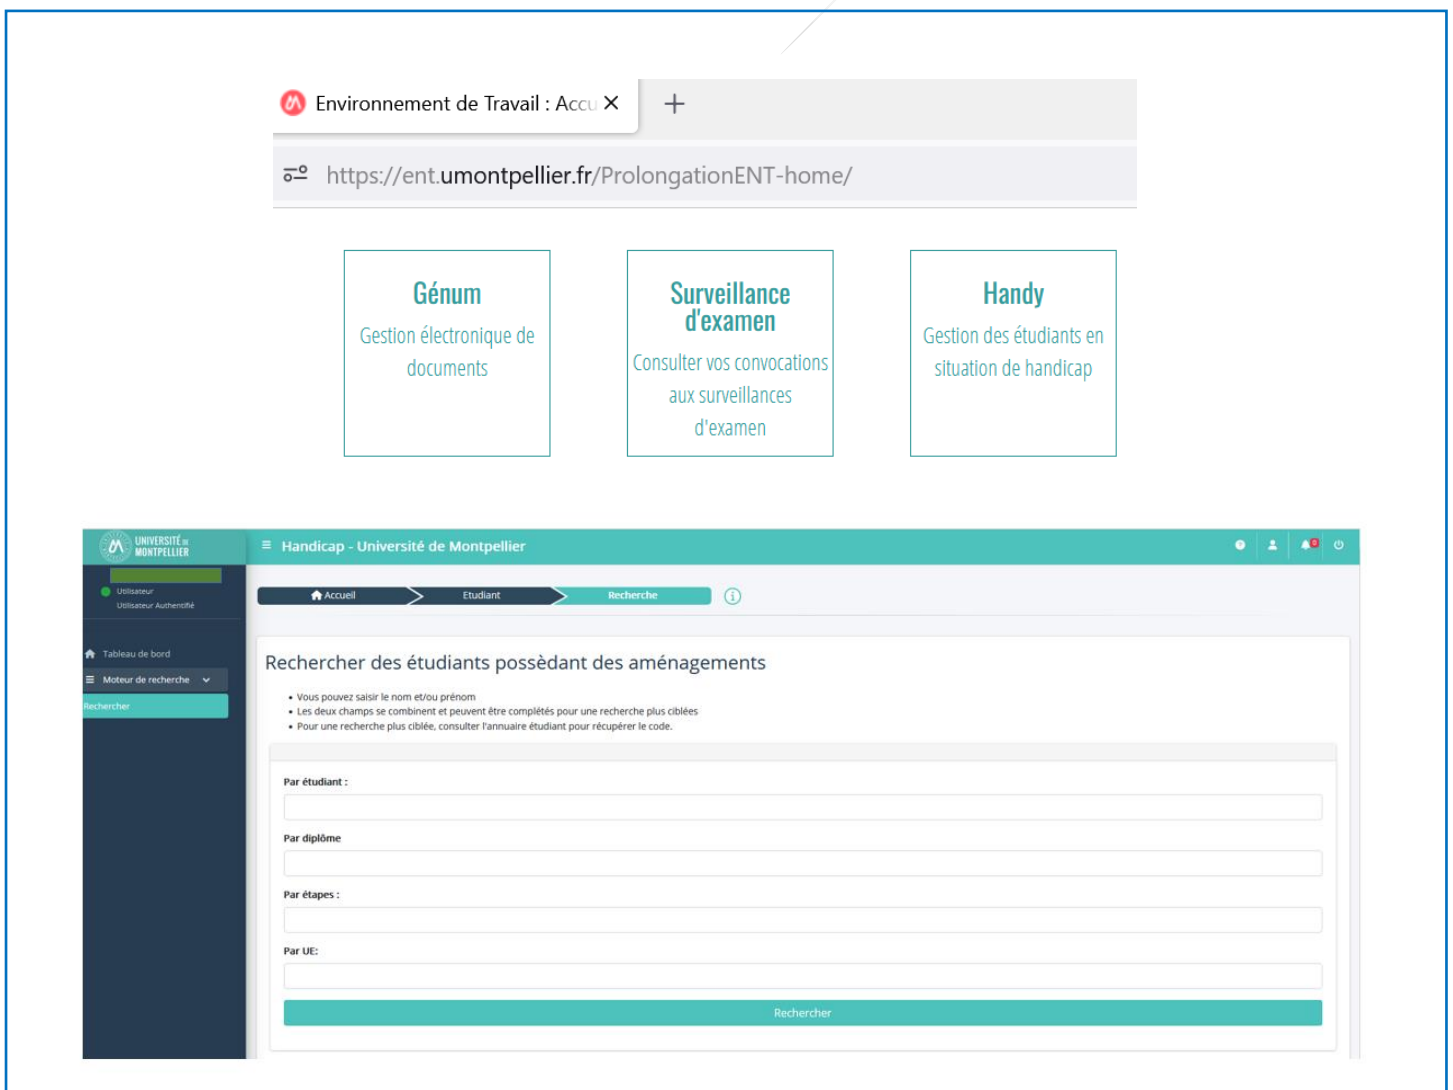 Environnement de Travail : Accu
https://ent.umontpellier.fr/ProlongationENT-home/
Génum
Gestion électronique de
documents
Surveillance
d'examen
Consulter vos convocations
aux surveillances
d'examen
Handy
Gestion des étudiants en
situation de handicap
UNIVERSITÉ DE
MONTPELLIER
Handicap - Université de Montpellier
Utilisateur
Utilisateur Authentifié
Accueil
Etudiant
Recherche
Tableau de bord
Moteur de recherche
Rechercher
Rechercher des étudiants possèdant des aménagements
• Vous pouvez saisir le nom et/ou prénom
• Les deux champs se combinent et peuvent être complétés pour une recherche plus ciblées
• Pour une recherche plus ciblée, consulter l'annuaire étudiant pour récupérer le code.
Par étudiant :
Par diplôme
Par étapes :
Par UE:
Rechercher